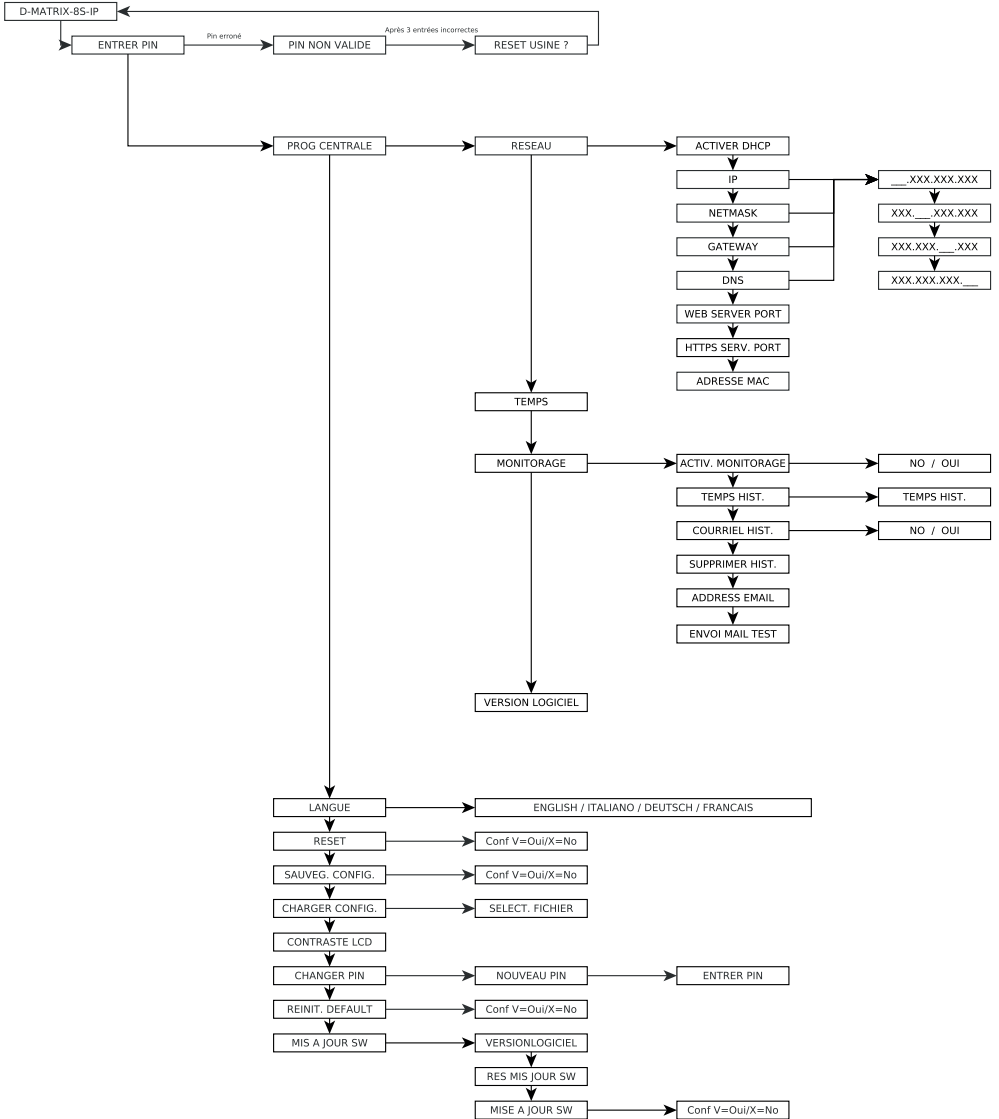 D-MATRIX-8S-IP
ENTRER PIN
Pin erroné
PIN NON VALIDE
Après 3 entrées incorrectes
RESET USINE ?
PROG CENTRALE
RESEAU
ACTIVER DHCP
IP
___.XXX.XXX.XXX
NETMASK
XXX.___.XXX.XXX
GATEWAY
XXX.XXX.___.XXX
DNS
XXX.XXX.XXX.___
WEB SERVER PORT
HTTPS SERV. PORT
ADRESSE MAC
TEMPS
MONITORAGE
ACTIV. MONITORAGE
NO / OUI
TEMPS HIST.
TEMPS HIST.
COURRIEL HIST.
NO / OUI
SUPPRIMER HIST.
ADDRESS EMAIL
ENVOI MAIL TEST
VERSION LOGICIEL
LANGUE
ENGLISH / ITALIANO / DEUTSCH / FRANCAIS
RESET
Conf V=Oui/X=No
SAUVEG. CONFIG.
Conf V=Oui/X=No
CHARGER CONFIG.
SELECT. FICHIER
CONTRASTE LCD
CHANGER PIN
NOUVEAU PIN
ENTRER PIN
REINIT. DEFAULT
Conf V=Oui/X=No
MIS A JOUR SW
VERSIONLOGICIEL
RES MIS JOUR SW
MISE A JOUR SW
Conf V=Oui/X=No